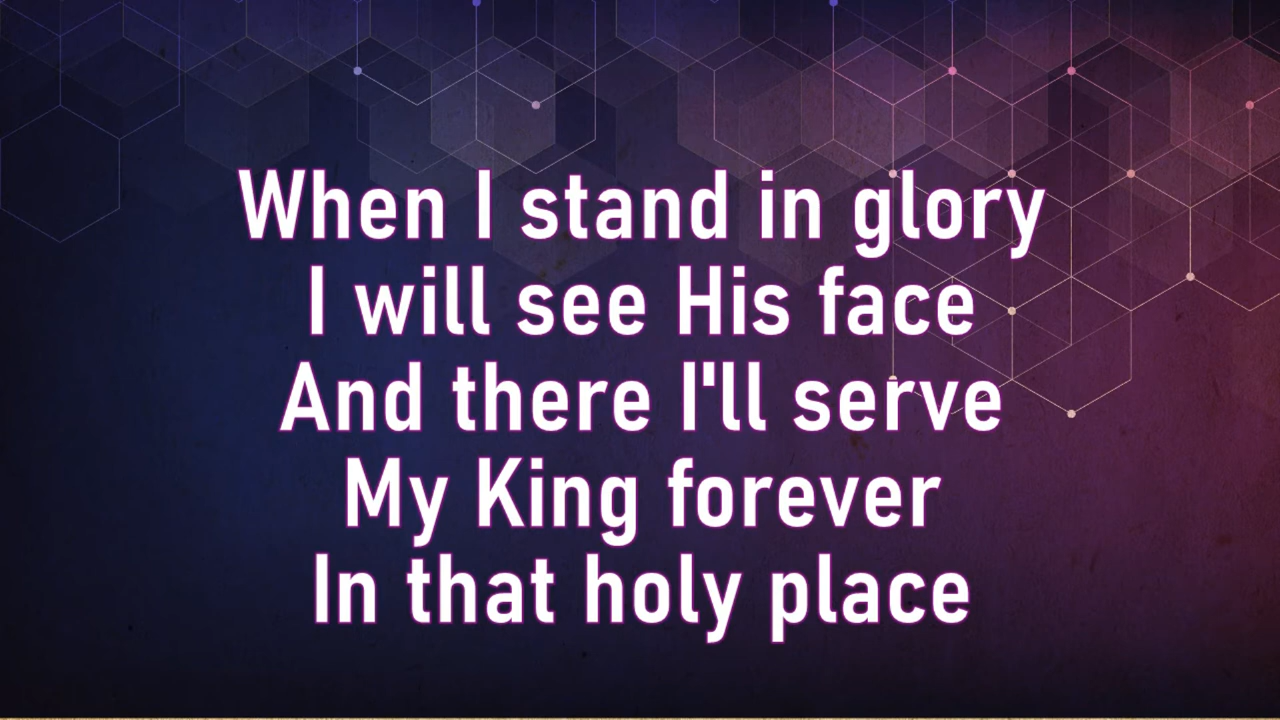 When I stand in glory
I will see His face
And there I'll serve
My King forever
In that holy place